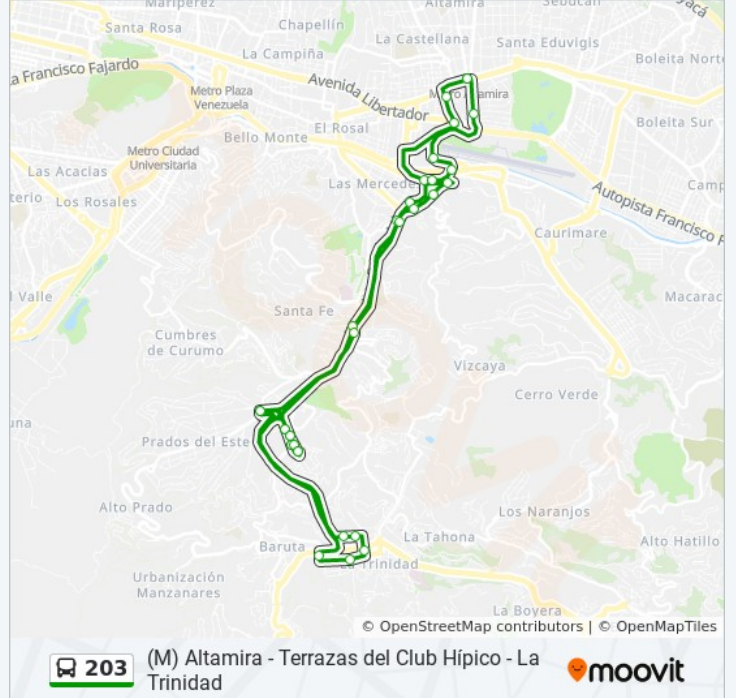 Mariperez
Altamira
Sebucán
Santa Rosa
Chapellín
La Castellana
Santa Eduvigis
La Campiña
Boleita Norte
a Francisco Fajardo
Avenida Libertador
Metro Plaza
Venezuela
Boleita Sur
Bello Monte
El Rosal
Metro Ciudad
Universitaria
Las Acacias
Las Mercede
Los Rosales
Autopista Francisco F
Caurimare
l Valle
Macarac
Santa Fe
Cumbres
de Curumo
Vizcaya
Cerro Verde
Prados del Este
Alto Prado
Los Naranjos
La Tahona
Alto Hatillo
Baruta
La Trinidad
Urbanización
Manzanares
La Boyera
© OpenStreetMap contributors | © OpenMapTiles
203
(M) Altamira - Terrazas del Club Hípico - La
Trinidad
moovit